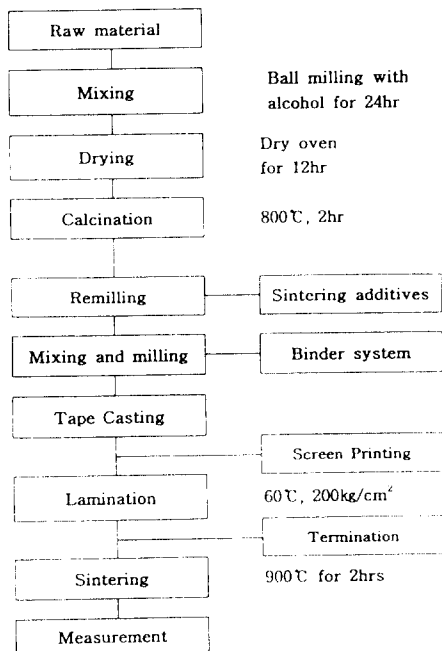 Raw material
Mixing
Ball milling with
alcohol for 24hr
Drying
Dry oven
for 12hr
Calcination
800℃, 2hr
Remilling
Sintering additives
Mixing and milling
Binder system
Tape Casting
Screen Printing
Lamination
60℃, 200kg/cm²
Termination
Sintering
900℃ for 2hrs
Measurement